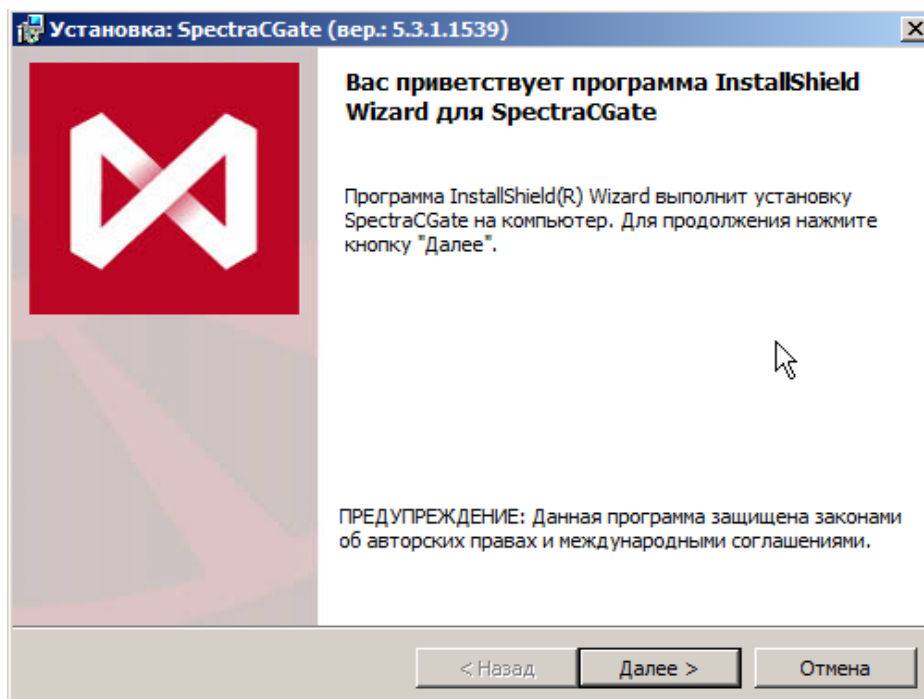 Установка: SpectraCGate (вер.: 5.3.1.1539)
Вас приветствует программа InstallShield
Wizard для SpectraCGate
Программа InstallShield(R) Wizard выполнит установку
SpectraCGate на компьютер. Для продолжения нажмите
кнопку "Далее".
ПРЕДУПРЕЖДЕНИЕ: Данная программа защищена законами
об авторских правах и международными соглашениями.
< Назад
Далее >
Отмена